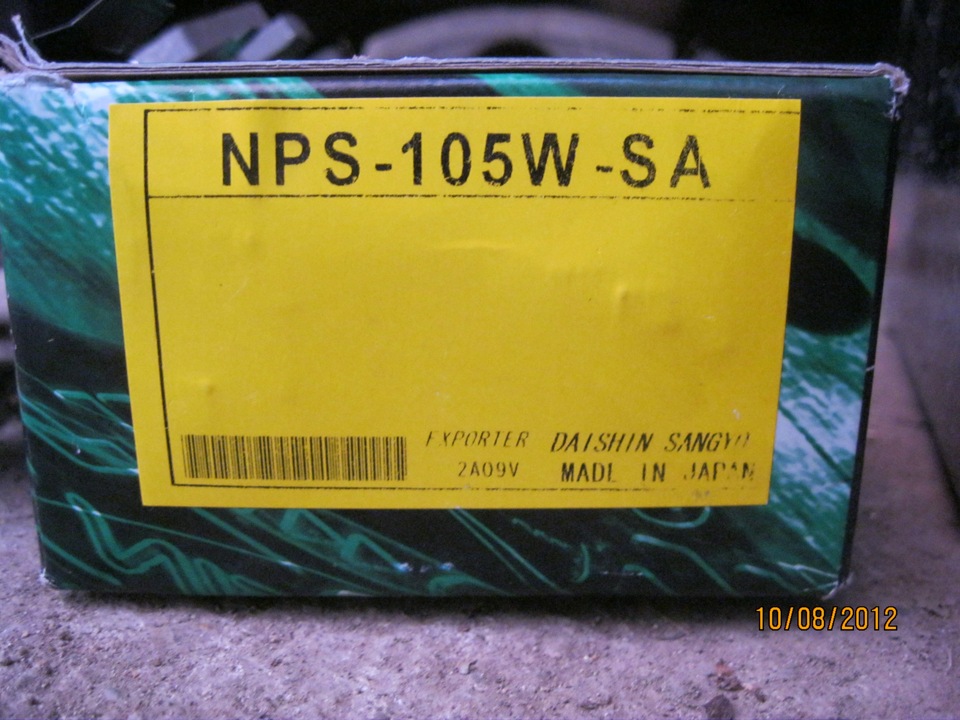 NPS-105W-SA
EXPORTER DAISHIN SANGYO
2A09V MADE IN JAPAN
10/08/2012